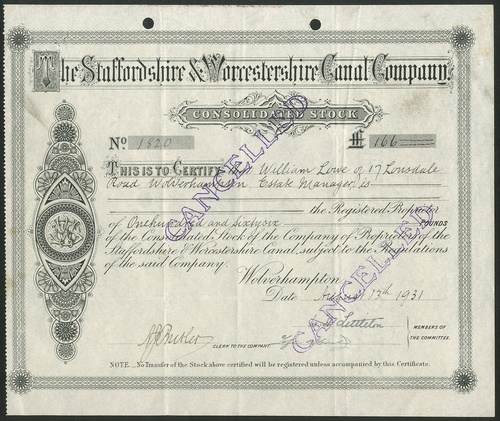 The Staffordshire & Worcestershire Canal Company
CONSOLIDATED STOCK
No 1820 £ 166
THIS IS TO CERTIFY that William Lowe of 17 Lonsdale
Road Wolverhampton Estate Manager is
the Registered Proprietor
of One hundred and sixty six POUNDS
of the Consolidated Stock of the Company of Proprietors of the
Staffordshire & Worcestershire Canal, subject to the Regulations
of the said Company.
Wolverhampton
Date August 13th 1931
Littleton
MEMBERS OF
THE COMMITTEE.
Butler
CLERK TO THE COMPANY
NOTE _ No Transfer of the Stock above certified will be registered unless accompanied by this Certificate.
CANCELLED
CANCELLED